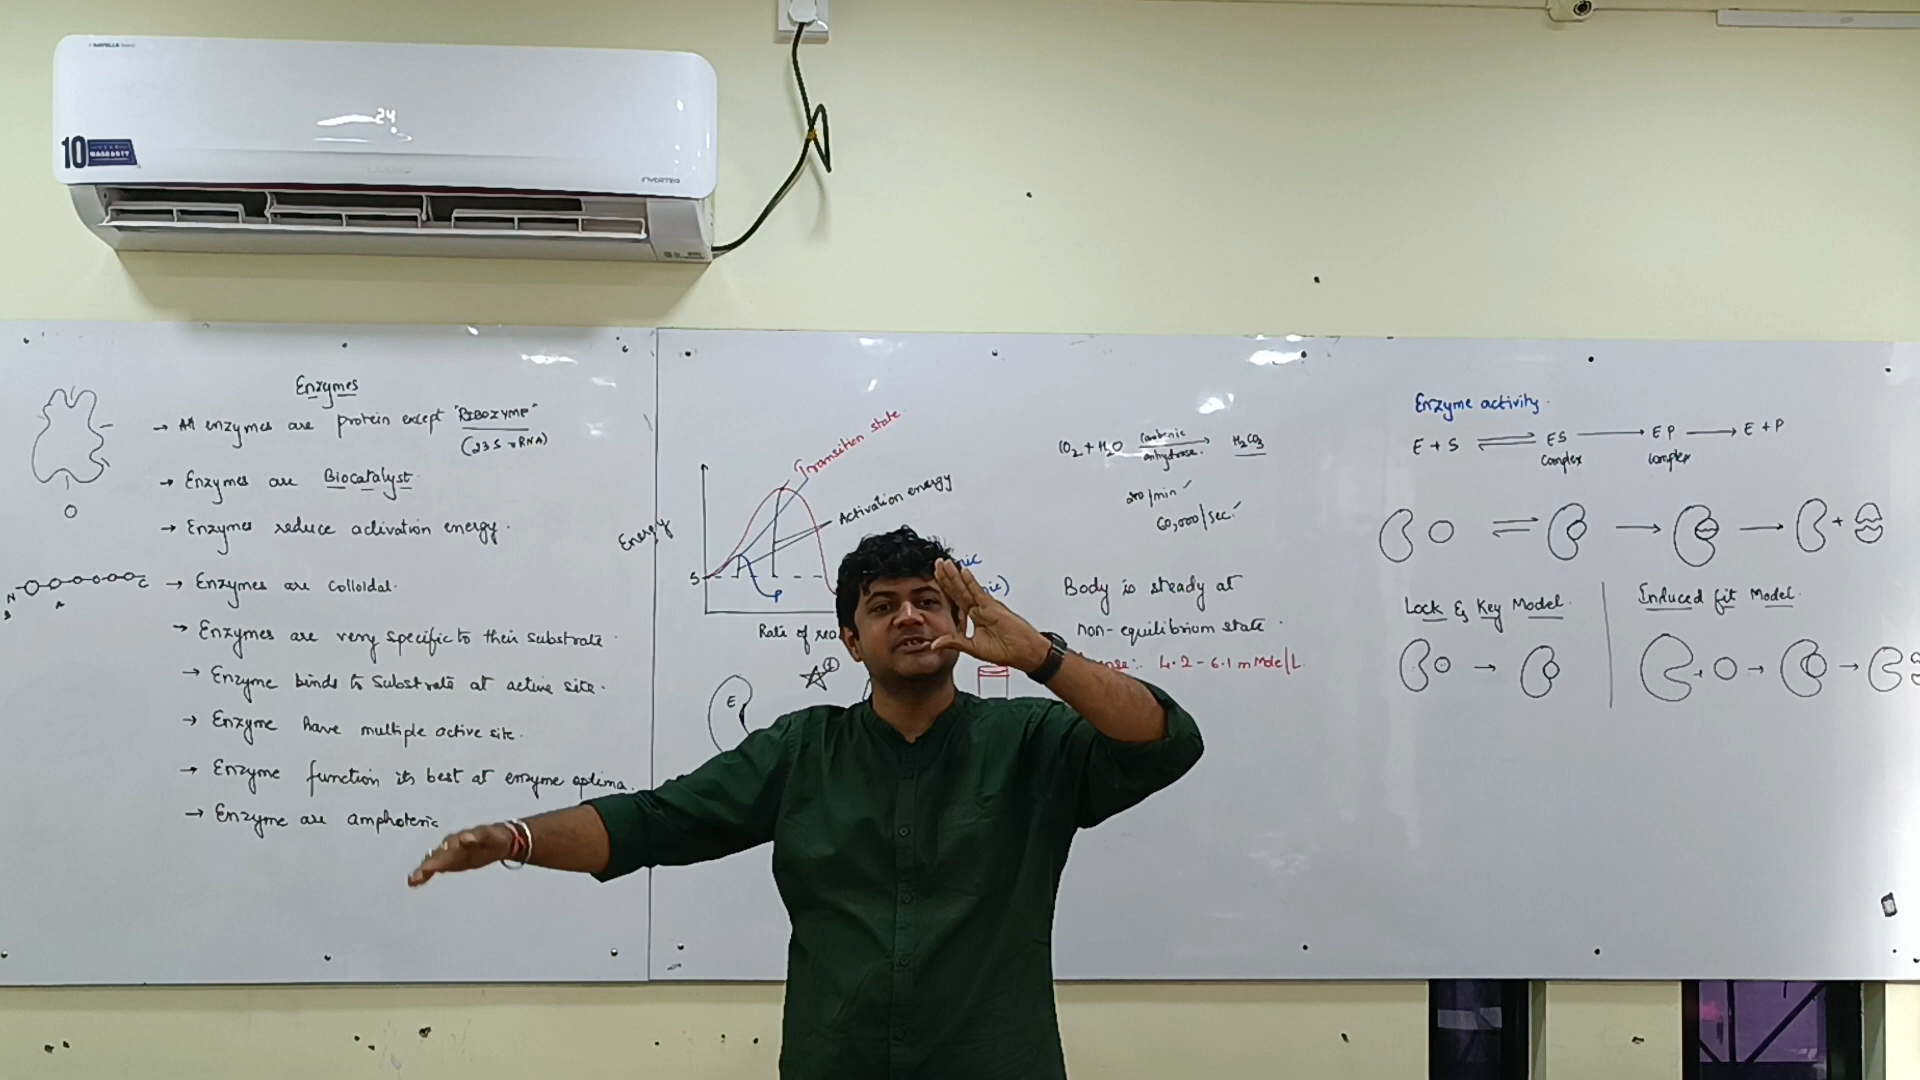 24
10
WARRANTY
INVERTER
Enzymes
→ All enzymes are protein except "RIBOZYME"
(23S rRNA)
→ Enzymes are Biocatalyst.
→ Enzymes reduce activation energy.
→ Enzymes are colloidal.
→ Enzymes are very specific to their substrate.
→ Enzyme binds to Substrate at active site.
→ Enzyme have multiple active site.
→ Enzyme function its best at enzyme optima.
→ Enzyme are amphoteric
N
C
Transition state
Activation energy
Energy
S
P
Rate of
E
CO2 + H2O carbonic anhydrase. H2CO3
200/min
60,000/sec.
Body is steady at
non-equilibrium state.
4.2 - 6.1 mMole/L
Enzyme activity.
E + S ⇌ ES → EP → E + P
Complex complex
Lock & Key Model.
Induced fit Model.